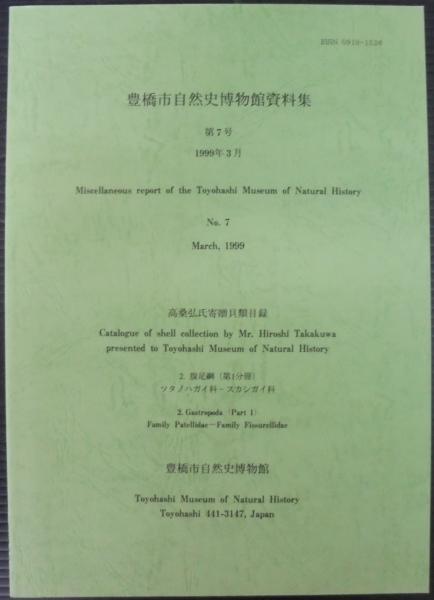 豊橋市自然史博物館資料集
第7号
1999年3月
Miscellaneous report of the Toyohashi Museum of Natural History
No. 7
March, 1999
高桑弘氏寄贈貝類目録
Catalogue of shell collection by Mr. Hiroshi Takakuwa
presented to Toyohashi Museum of Natural History
2. 腹足綱（第1分冊）
ツタノハガイ科－スカシガイ科
2. Gastropoda (Part 1)
Family Patellidae－Family Fissurellidae
豊橋市自然史博物館
Toyohashi Museum of Natural History
Toyohashi 441-3147, Japan